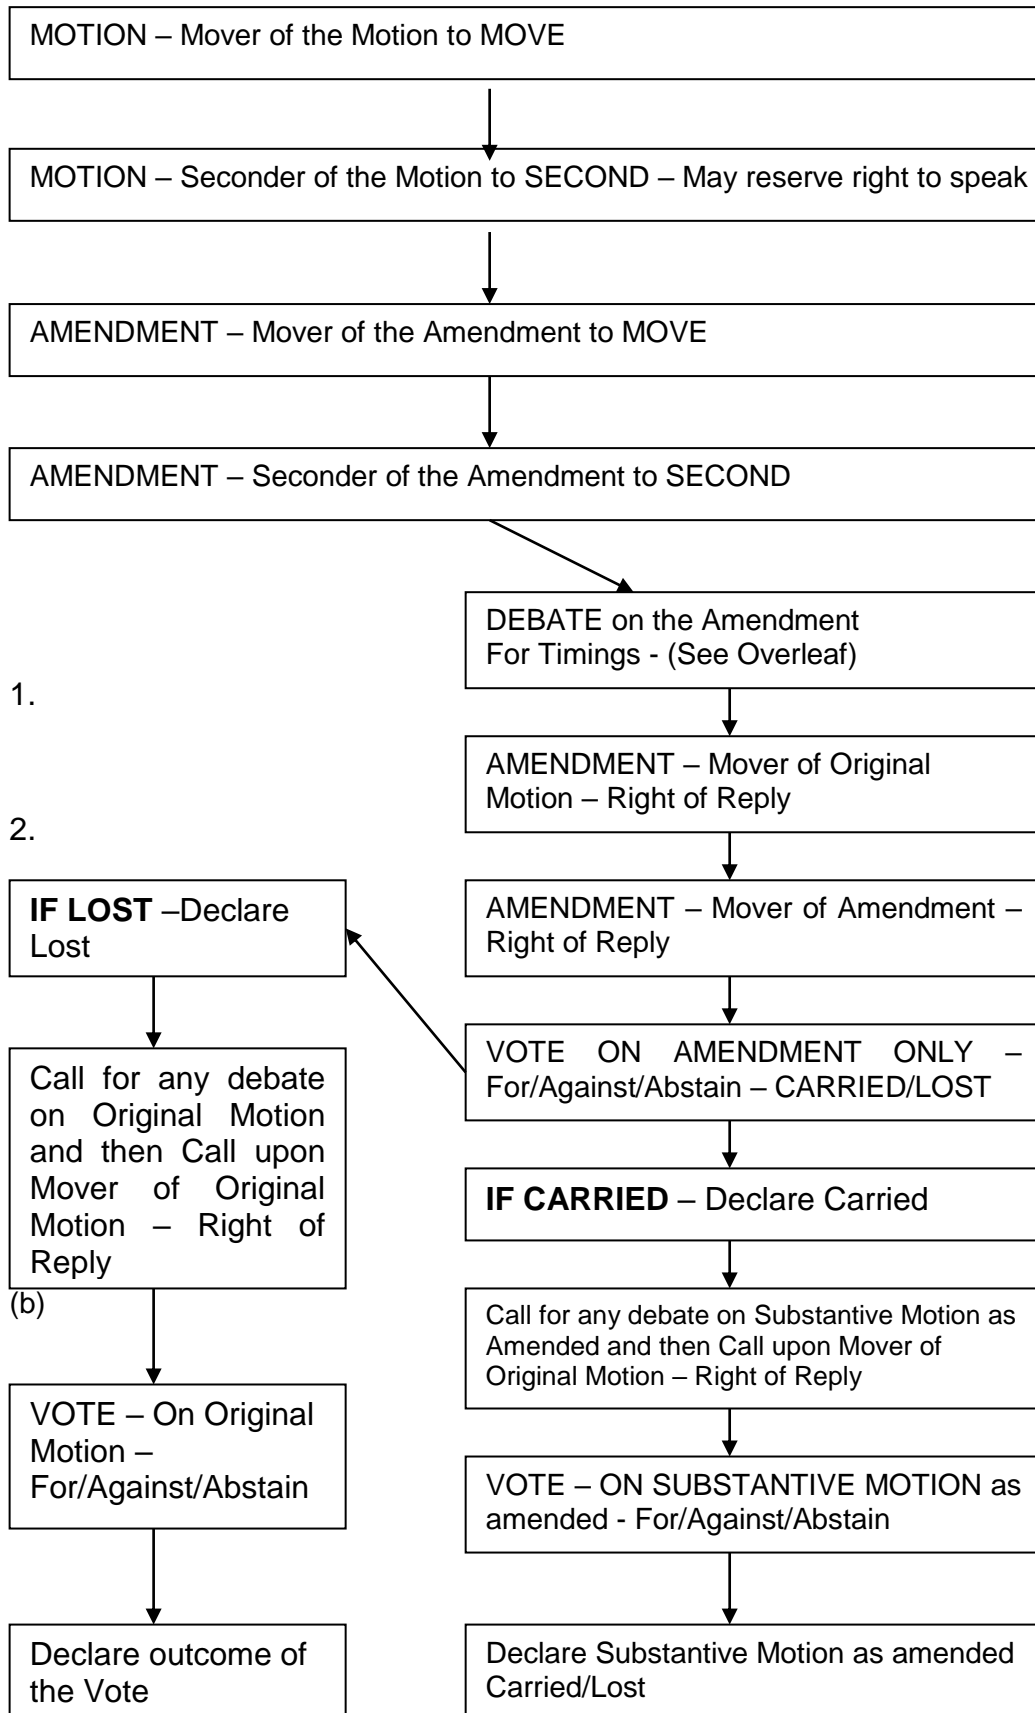 MOTION – Mover of the Motion to MOVE
MOTION – Seconder of the Motion to SECOND – May reserve right to speak
AMENDMENT – Mover of the Amendment to MOVE
AMENDMENT – Seconder of the Amendment to SECOND
DEBATE on the Amendment
For Timings - (See Overleaf)
1.
AMENDMENT – Mover of Original
Motion – Right of Reply
2.
AMENDMENT – Mover of Amendment –
Right of Reply
VOTE ON AMENDMENT ONLY –
For/Against/Abstain – CARRIED/LOST
IF LOST –Declare
Lost
Call for any debate
on Original Motion
and then Call upon
Mover of Original
Motion – Right of
Reply
(b)
VOTE – On Original
Motion –
For/Against/Abstain
Declare outcome of
the Vote
IF CARRIED – Declare Carried
Call for any debate on Substantive Motion as
Amended and then Call upon Mover of
Original Motion – Right of Reply
VOTE – ON SUBSTANTIVE MOTION as
amended - For/Against/Abstain
Declare Substantive Motion as amended
Carried/Lost